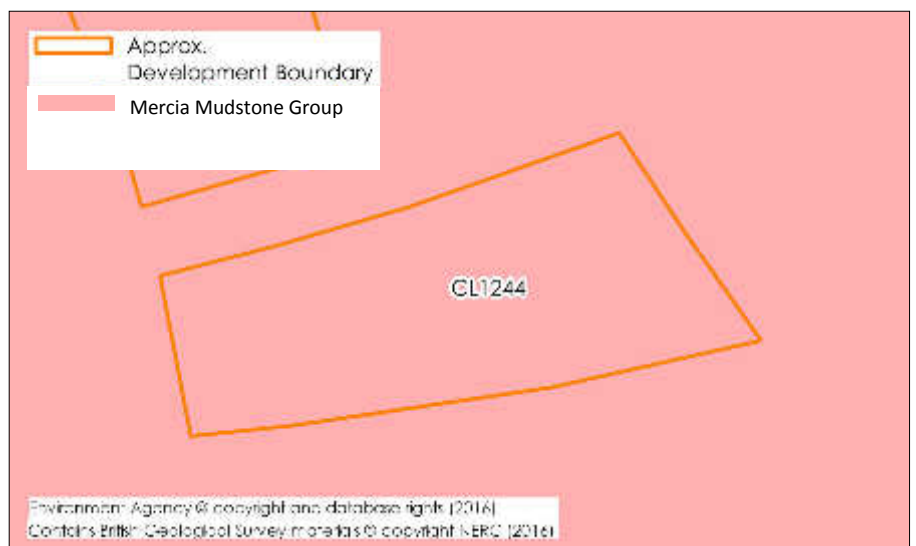 Approx.
Development Boundary
Mercia Mudstone Group
CL1244
Environment Agency © copyright and database rights (2016)
Contains British Geological Survey materials © copyright NERC (2016)